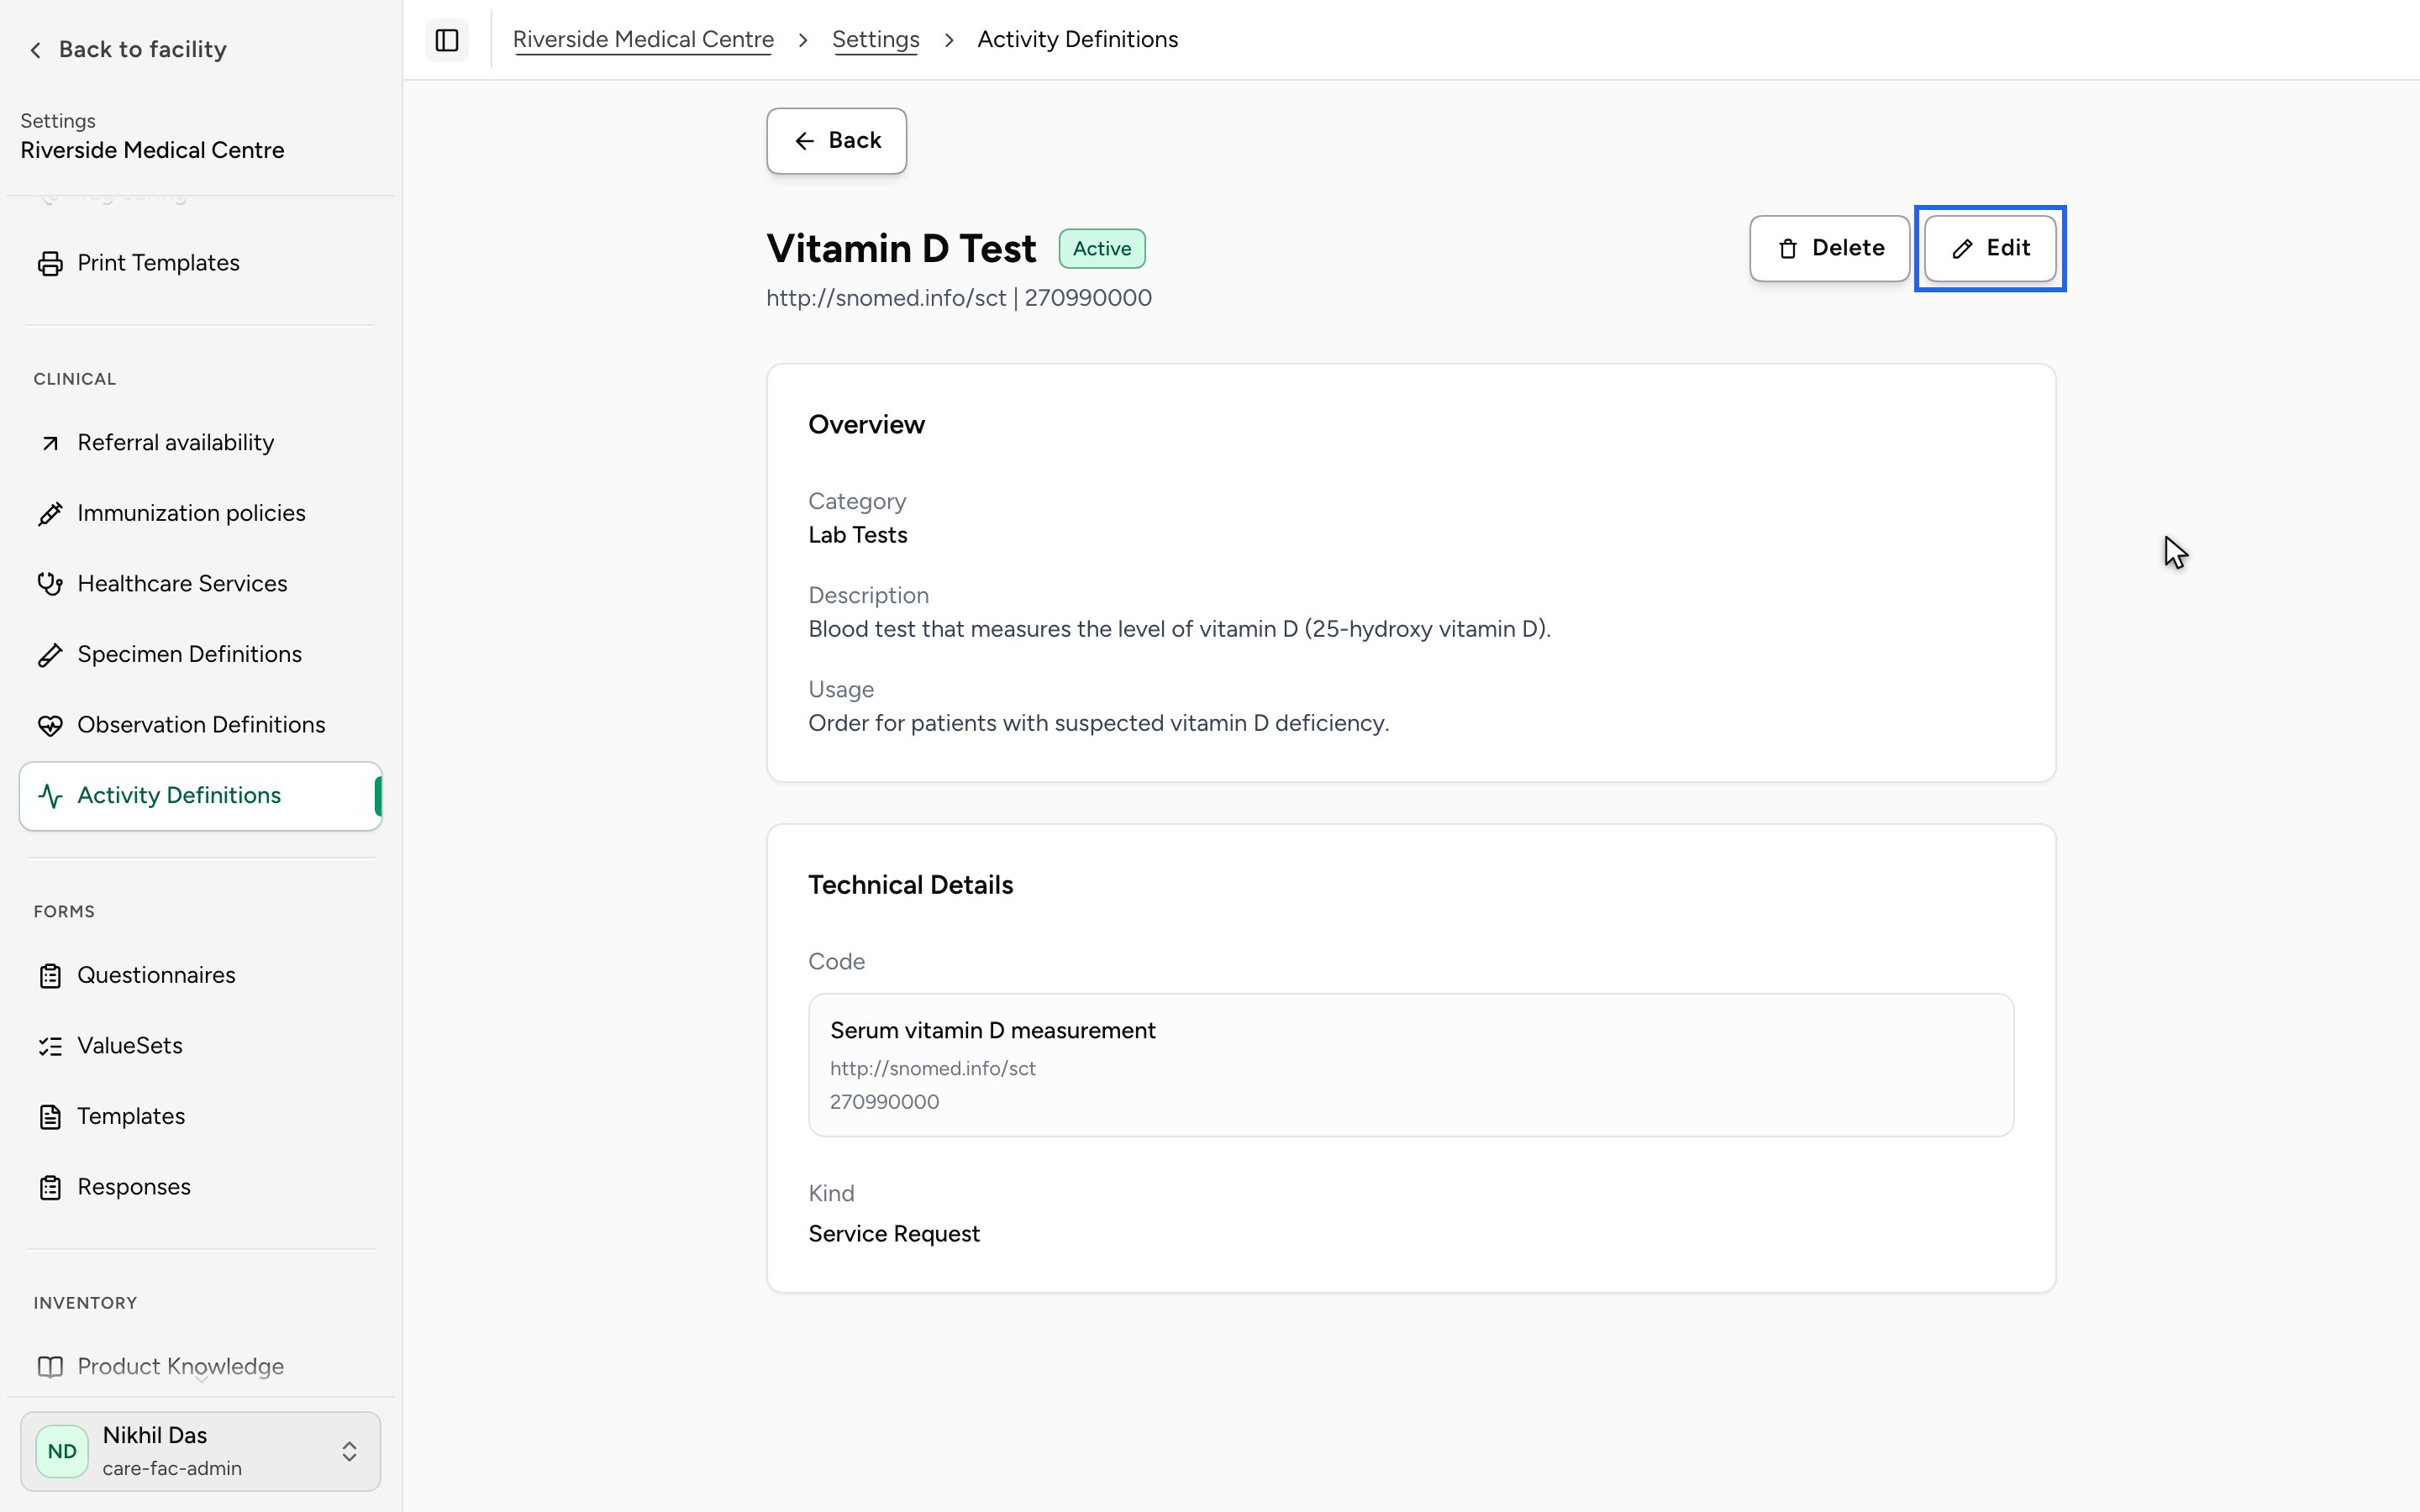 Back to facility
Settings
Riverside Medical Centre
Print Templates
CLINICAL
Referral availability
Immunization policies
Healthcare Services
Specimen Definitions
Observation Definitions
Activity Definitions
FORMS
Questionnaires
ValueSets
Templates
Responses
INVENTORY
Product Knowledge
ND
Nikhil Das
care-fac-admin
Riverside Medical Centre > Settings > Activity Definitions
Back
Vitamin D Test Active
http://snomed.info/sct | 270990000
Delete
Edit
Overview
Category
Lab Tests
Description
Blood test that measures the level of vitamin D (25-hydroxy vitamin D).
Usage
Order for patients with suspected vitamin D deficiency.
Technical Details
Code
Serum vitamin D measurement
http://snomed.info/sct
270990000
Kind
Service Request